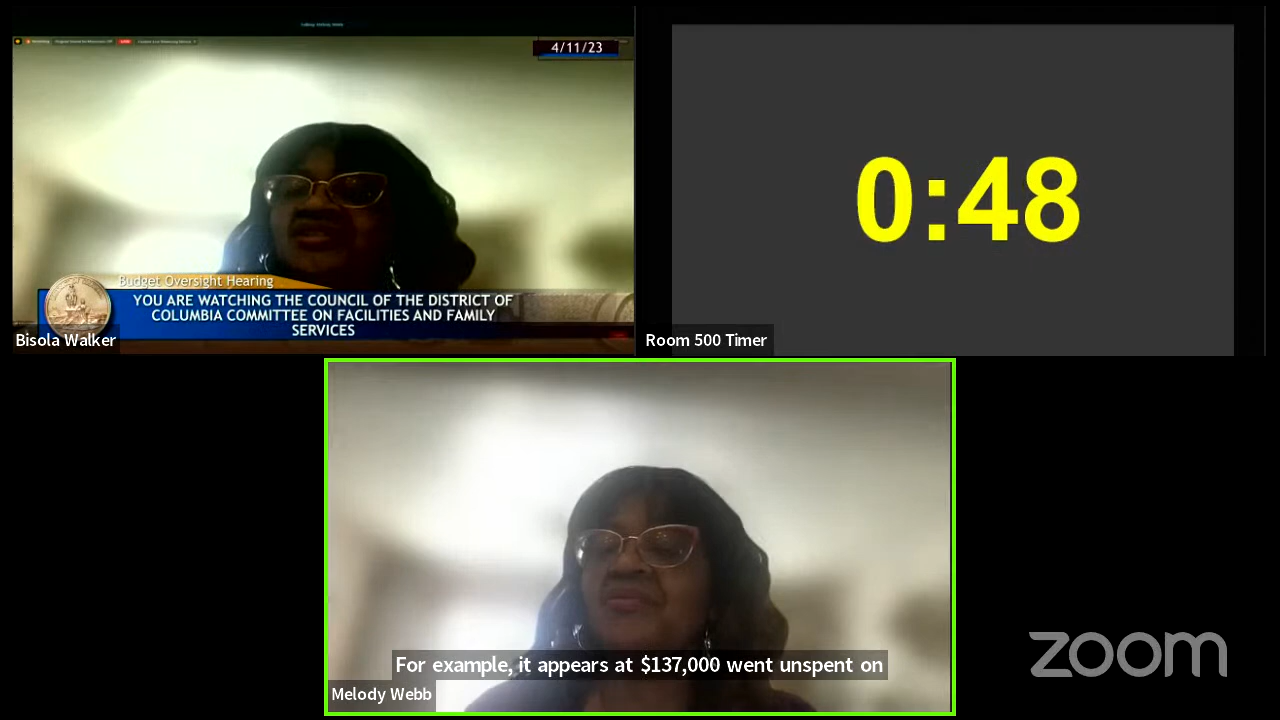 4/11/23
Budget Oversight Hearing
YOU ARE WATCHING THE COUNCIL OF THE DISTRICT OF
COLUMBIA COMMITTEE ON FACILITIES AND FAMILY
SERVICES
Bisola Walker
0:48
Room 500 Timer
For example, it appears at $137,000 went unspent on
Melody Webb
zoom